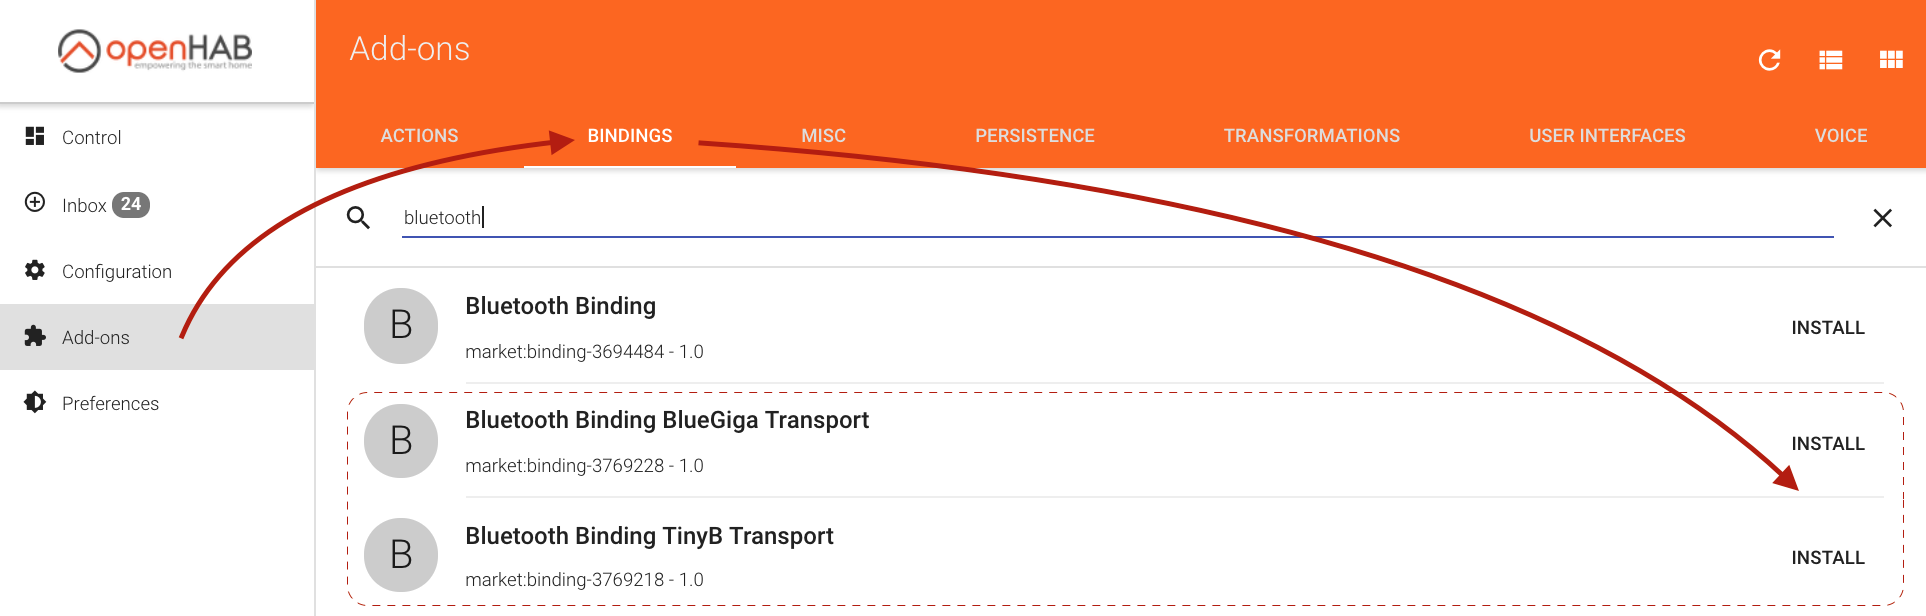 openHAB
empowering the smart home
Add-ons
ACTIONS BINDINGS MISC PERSISTENCE TRANSFORMATIONS USER INTERFACES VOICE
Control
Inbox 24
Configuration
Add-ons
Preferences
bluetooth
B
Bluetooth Binding
market:binding-3694484 - 1.0
INSTALL
B
Bluetooth Binding BlueGiga Transport
market:binding-3769228 - 1.0
INSTALL
B
Bluetooth Binding TinyB Transport
market:binding-3769218 - 1.0
INSTALL